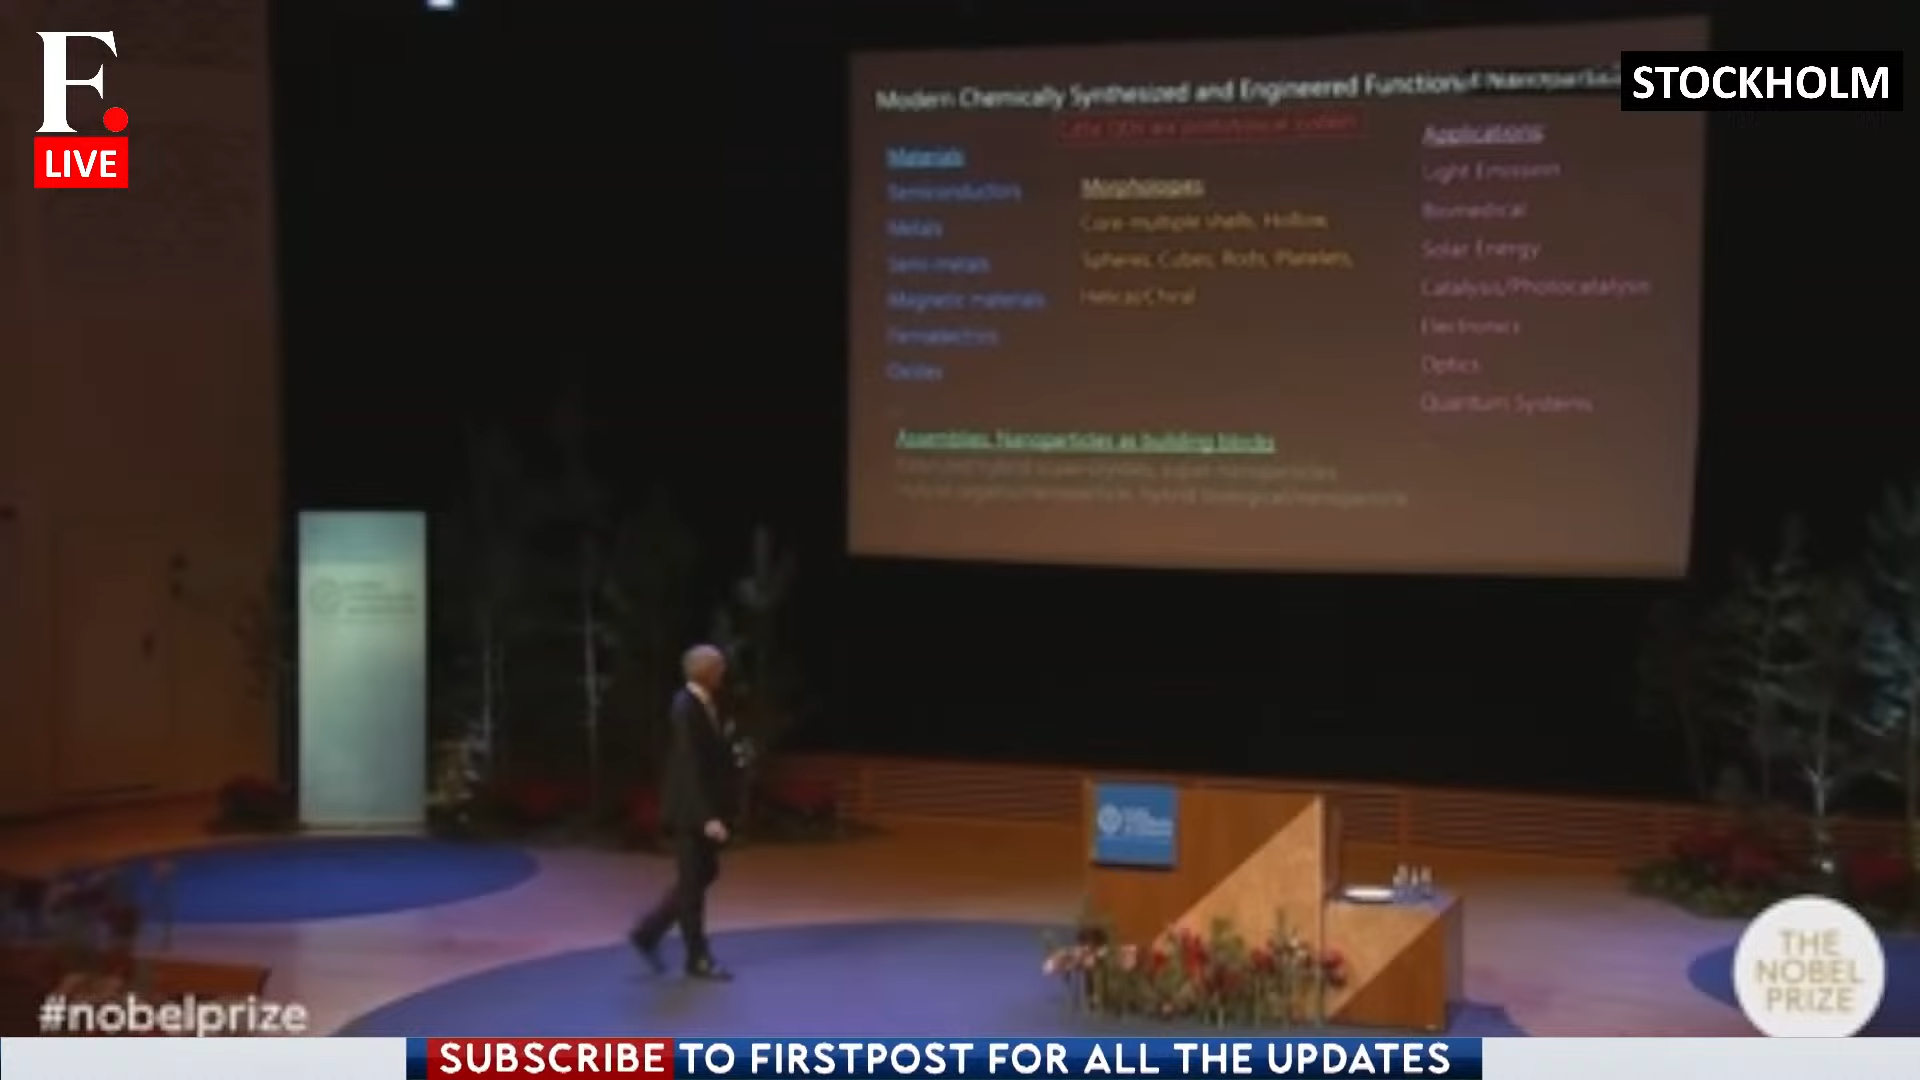 F.
LIVE
STOCKHOLM
Modern Chemically Synthesized and Engineered Functional Nanoparticles
Materials
Semiconductors
Metals
Semi-metals
Magnetic materials
Ferroelectrics
Oxides
Morphologies
Core-multiple shells, Hollow,
Spheres, Cubes, Rods, Platelets,
Helical/Chiral
Applications
Light Emission
Biomedical
Solar Energy
Catalysis/Photocatalysis
Electronics
Optics
Quantum Systems
Assemblies, Nanoparticles as building blocks
#nobelprize
THE
NOBEL
PRIZE
SUBSCRIBE TO FIRSTPOST FOR ALL THE UPDATES